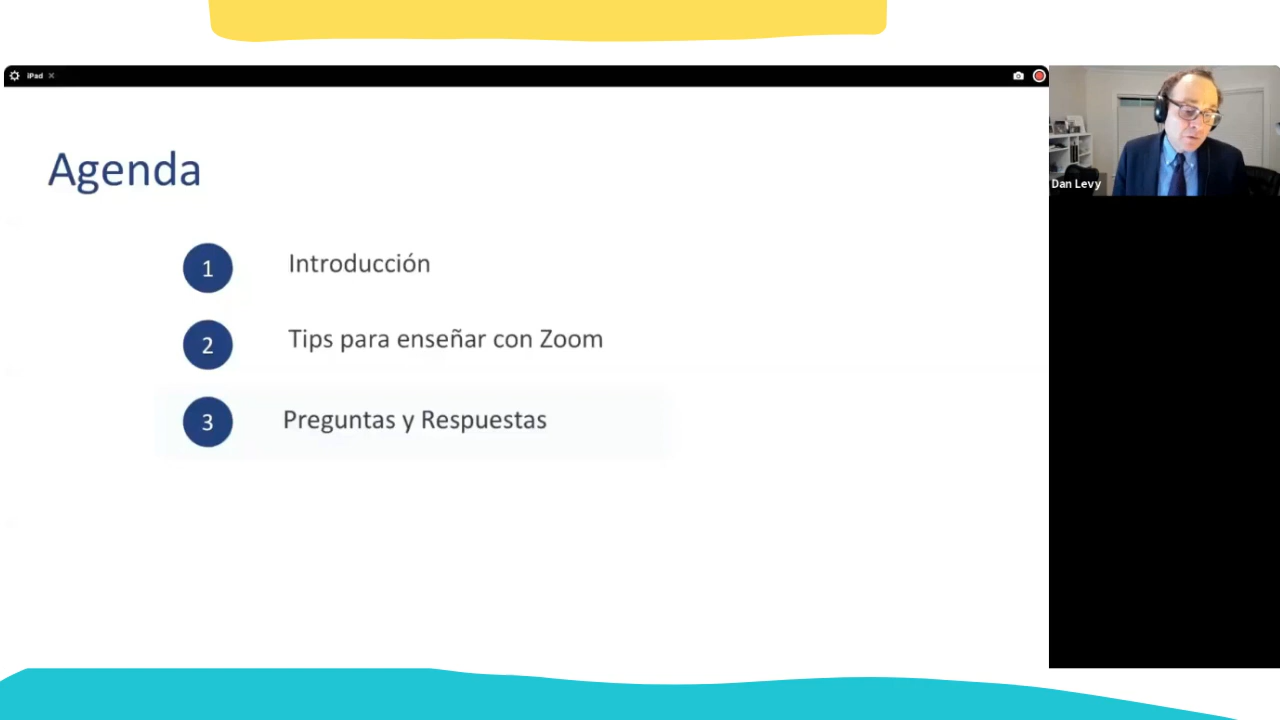 iPad
Agenda
1 Introducción
2 Tips para enseñar con Zoom
3 Preguntas y Respuestas
Dan Levy